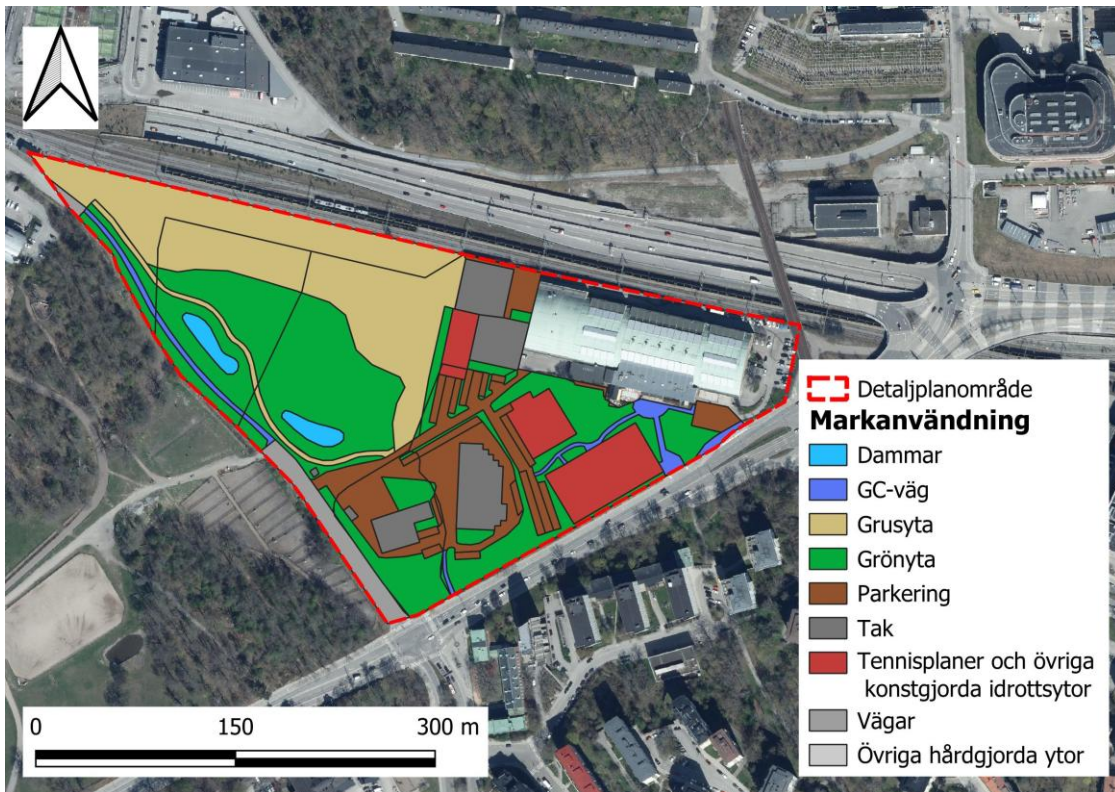 Detaljplanområde
Markanvändning
Dammar
GC-väg
Grusyta
Grönyta
Parkering
Tak
Tennisplaner och övriga
konstgjorda idrottsytor
Vägar
Övriga hårdgjorda ytor
0 150 300 m